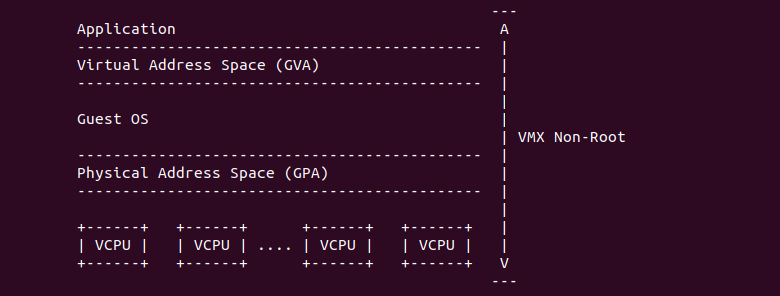 ---
Application                                    A
---------------------------------------------  |
Virtual Address Space (GVA)                    |
---------------------------------------------  |
                                               |
Guest OS                                       |
                                               | VMX Non-Root
---------------------------------------------  |
Physical Address Space (GPA)                   |
---------------------------------------------  |
                                               |
+------+   +------+      +------+   +------+   |
| VCPU |   | VCPU | .... | VCPU |   | VCPU |   |
+------+   +------+      +------+   +------+   V
                                              ---